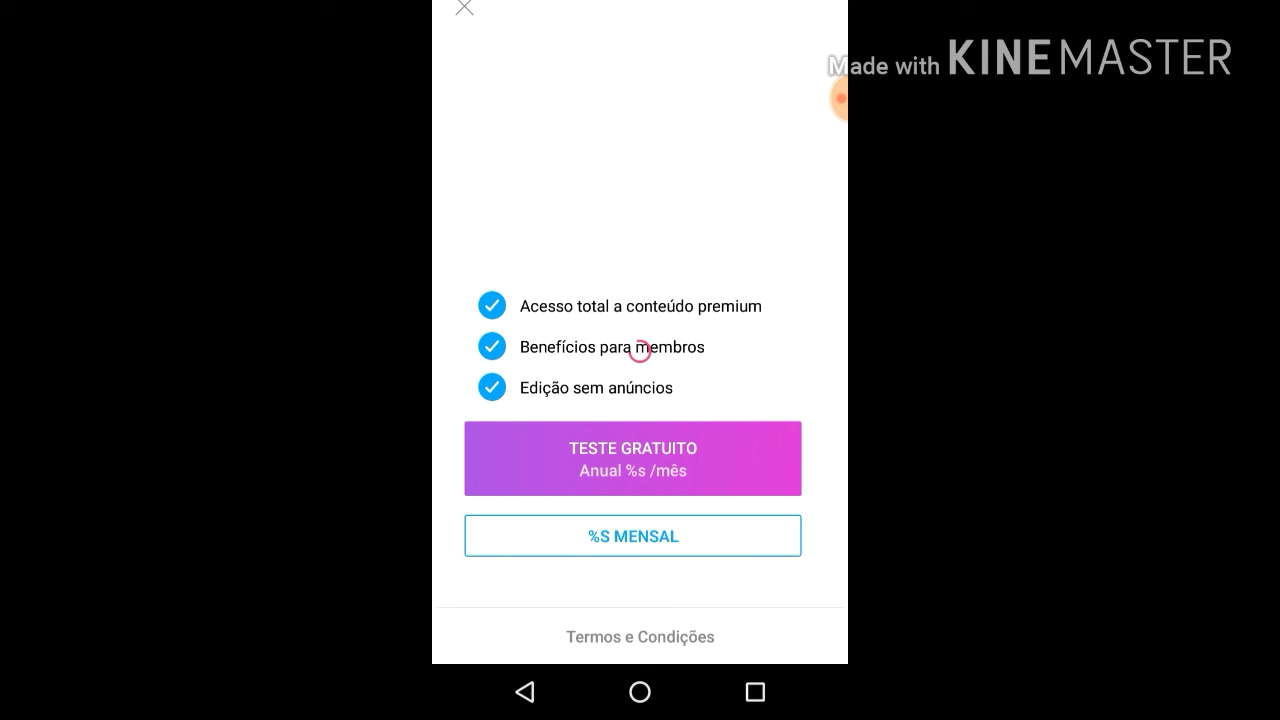 Made with KINEMASTER
Acesso total a conteúdo premium
Benefícios para membros
Edição sem anúncios
TESTE GRATUITO
Anual %s /mês
%S MENSAL
Termos e Condições